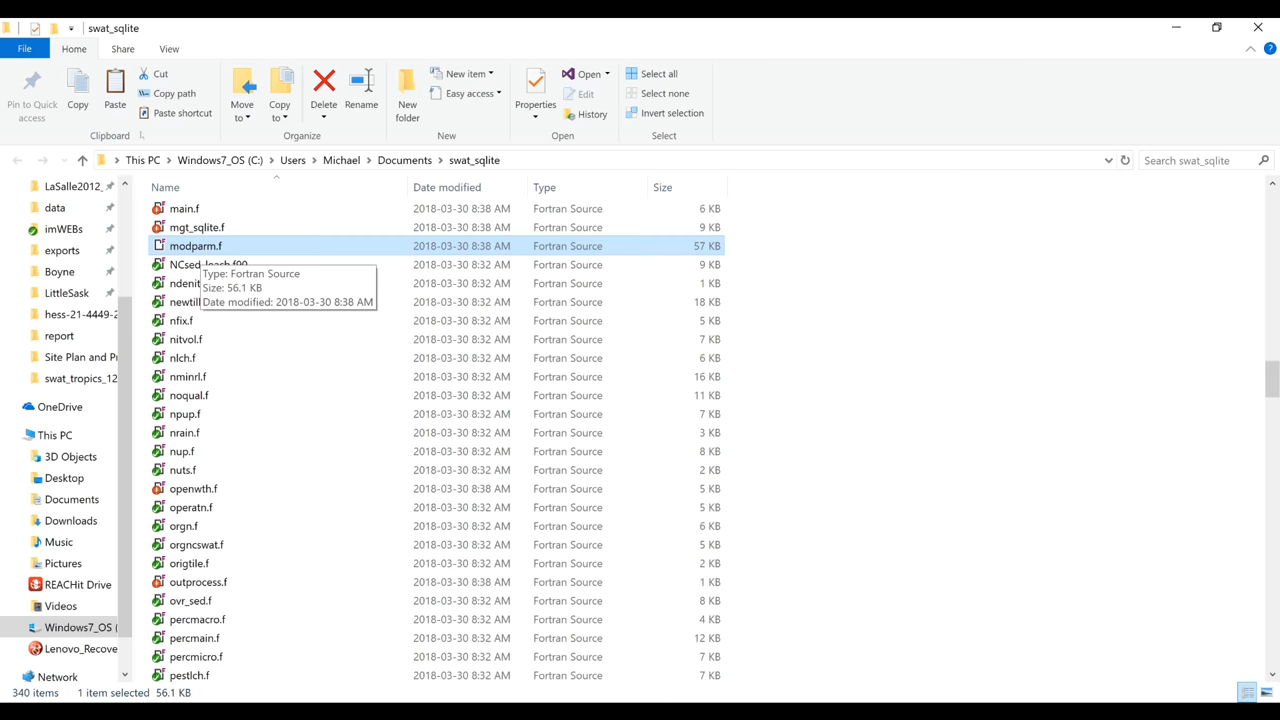 swat_sqlite
File Home Share View
Pin to Quick access
Copy
Paste
Cut
Copy path
Paste shortcut
Clipboard
Move to
Copy to
Delete
Rename
Organize
New folder
New item
Easy access
New
Properties
Open
Edit
History
Open
Select all
Select none
Invert selection
Select
This PC > Windows7_OS (C:) > Users > Michael > Documents > swat_sqlite
Search swat_sqlite
LaSalle2012_
data
imWEBs
exports
Boyne
LittleSask
hess-21-4449-2
report
Site Plan and P
swat_tropics_12
OneDrive
This PC
3D Objects
Desktop
Documents
Downloads
Music
Pictures
REACHit Drive
Videos
Windows7_OS (
Lenovo_Recove
Network
Name Date modified Type Size
main.f 2018-03-30 8:38 AM Fortran Source 6 KB
mgt_sqlite.f 2018-03-30 8:38 AM Fortran Source 9 KB
modparm.f 2018-03-30 8:38 AM Fortran Source 57 KB
NCsed_leach.f90 2018-03-30 8:32 AM Fortran Source 9 KB
ndenit 2018-03-30 8:32 AM Fortran Source 1 KB
newtill 2018-03-30 8:32 AM Fortran Source 18 KB
Type: Fortran Source
Size: 56.1 KB
Date modified: 2018-03-30 8:38 AM
nfix.f 2018-03-30 8:32 AM Fortran Source 5 KB
nitvol.f 2018-03-30 8:32 AM Fortran Source 7 KB
nlch.f 2018-03-30 8:32 AM Fortran Source 6 KB
nminrl.f 2018-03-30 8:32 AM Fortran Source 16 KB
noqual.f 2018-03-30 8:32 AM Fortran Source 11 KB
npup.f 2018-03-30 8:32 AM Fortran Source 7 KB
nrain.f 2018-03-30 8:32 AM Fortran Source 3 KB
nup.f 2018-03-30 8:32 AM Fortran Source 8 KB
nuts.f 2018-03-30 8:32 AM Fortran Source 2 KB
openwth.f 2018-03-30 8:38 AM Fortran Source 5 KB
operatn.f 2018-03-30 8:32 AM Fortran Source 5 KB
orgn.f 2018-03-30 8:32 AM Fortran Source 6 KB
orgncswat.f 2018-03-30 8:32 AM Fortran Source 5 KB
origtile.f 2018-03-30 8:32 AM Fortran Source 2 KB
outprocess.f 2018-03-30 8:38 AM Fortran Source 1 KB
ovr_sed.f 2018-03-30 8:32 AM Fortran Source 8 KB
percmacro.f 2018-03-30 8:32 AM Fortran Source 4 KB
percmain.f 2018-03-30 8:32 AM Fortran Source 12 KB
percmicro.f 2018-03-30 8:32 AM Fortran Source 7 KB
pestlch.f 2018-03-30 8:32 AM Fortran Source 7 KB
340 items 1 item selected 56.1 KB